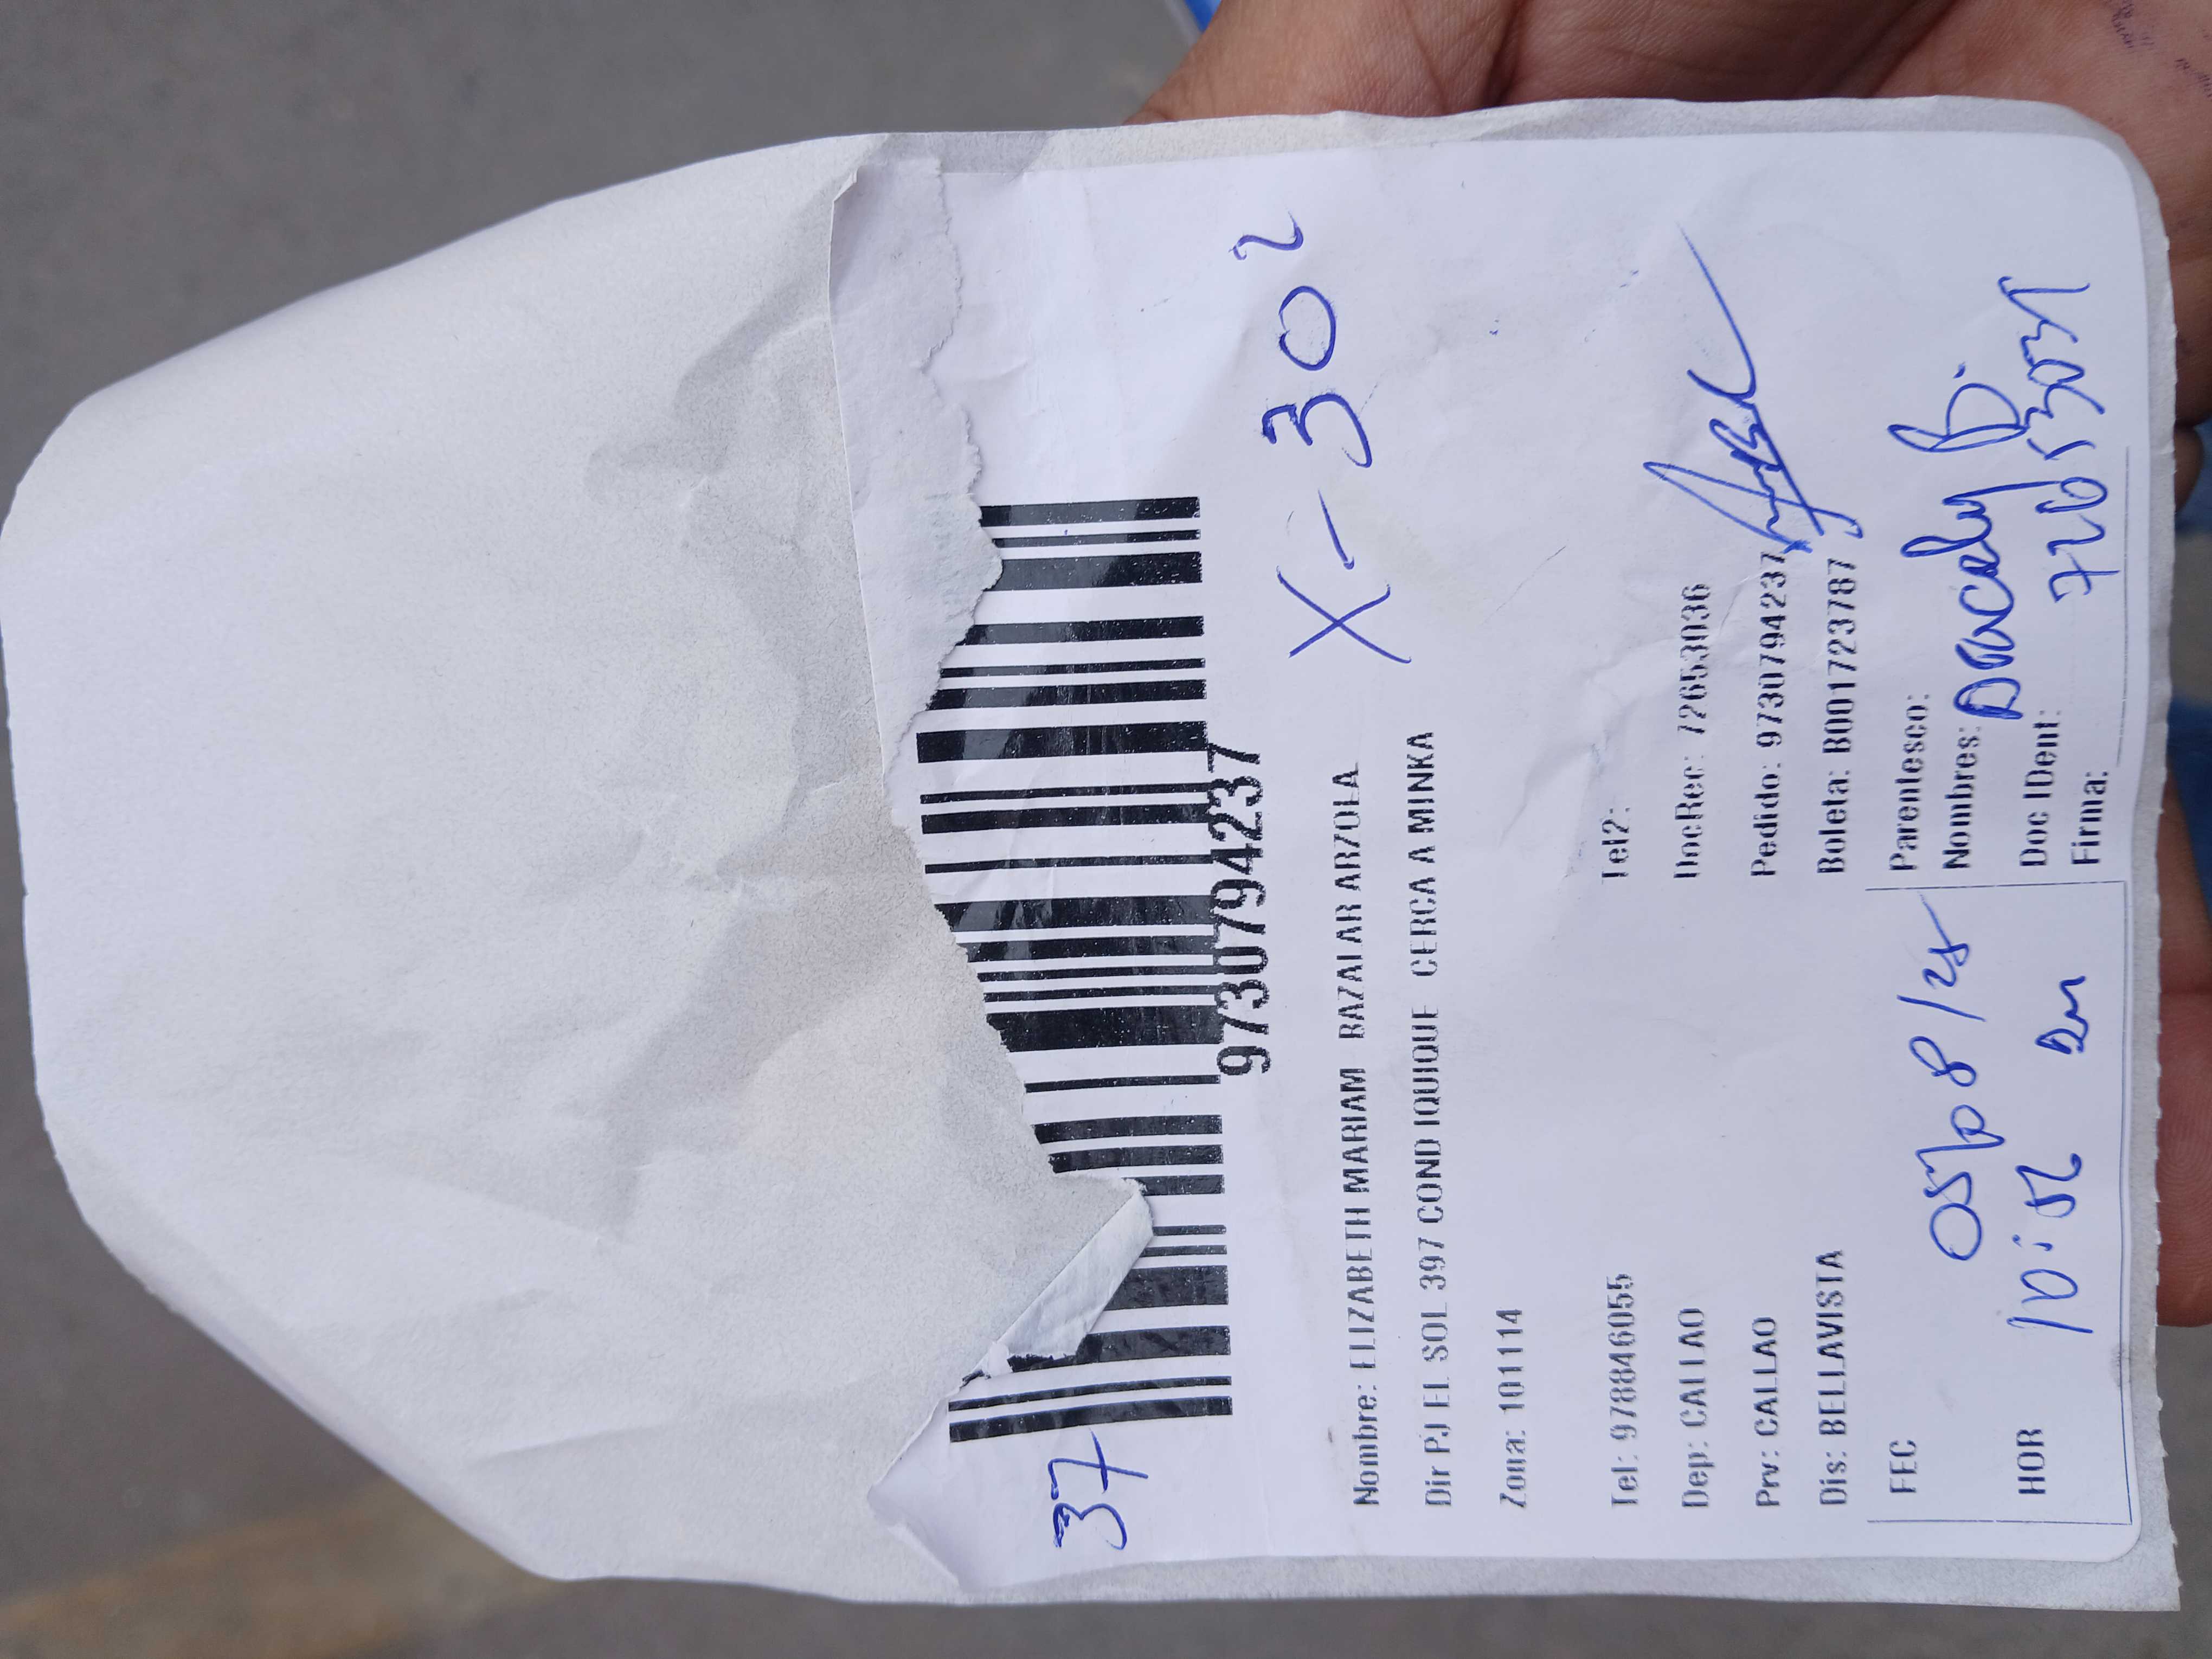 37
9730794237
X-302
Nombre: ELIZABETH MARIAM BAZALAR ARZOLA
Dir PJ EL SOL 397 COND IQUIQUE CERCA A MINKA
Zona: 101114
Tel: 978846055 Tel2:
Dep: CALLAO DocRec: 72653036
Prv: CALLAO Pedido: 9730794237
Dis: BELLAVISTA Boleta: B001723787
FEC 05/08/25 Parentesco:
Nombres:
HOR 10:52 Doc IDent:
Firma: